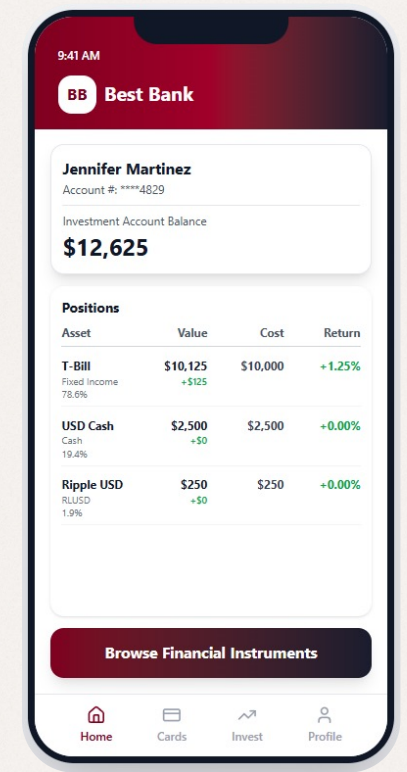 9:41 AM
BB Best Bank
Jennifer Martinez
Account #: ****4829
Investment Account Balance
$12,625
Positions
Asset Value Cost Return
T-Bill $10,125 $10,000 +1.25%
Fixed Income +$125
78.6%
USD Cash $2,500 $2,500 +0.00%
Cash +$0
19.4%
Ripple USD $250 $250 +0.00%
RLUSD +$0
1.9%
Browse Financial Instruments
Home Cards Invest Profile